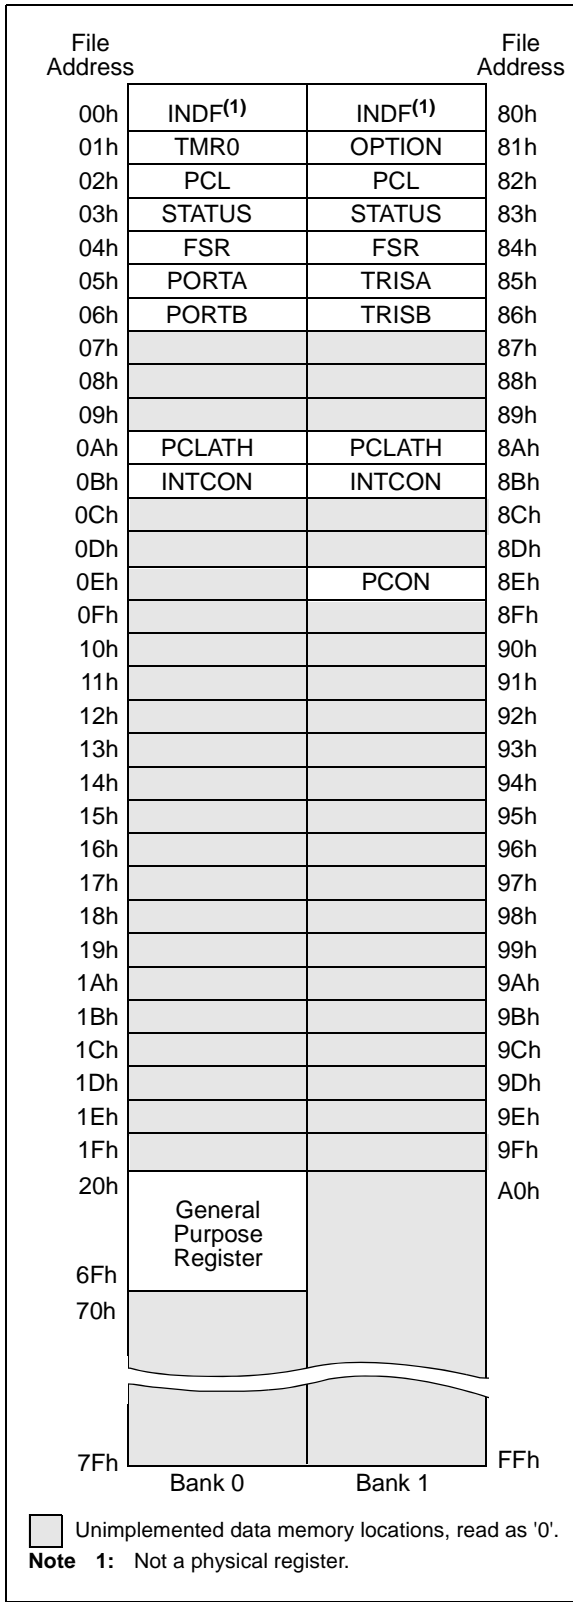 File Address File Address
00h INDF(1) INDF(1) 80h
01h TMR0 OPTION 81h
02h PCL PCL 82h
03h STATUS STATUS 83h
04h FSR FSR 84h
05h PORTA TRISA 85h
06h PORTB TRISB 86h
07h 87h
08h 88h
09h 89h
0Ah PCLATH PCLATH 8Ah
0Bh INTCON INTCON 8Bh
0Ch 8Ch
0Dh 8Dh
0Eh PCON 8Eh
0Fh 8Fh
10h 90h
11h 91h
12h 92h
13h 93h
14h 94h
15h 95h
16h 96h
17h 97h
18h 98h
19h 99h
1Ah 9Ah
1Bh 9Bh
1Ch 9Ch
1Dh 9Dh
1Eh 9Eh
1Fh 9Fh
20h A0h
General
Purpose
Register
6Fh
70h
7Fh FFh
Bank 0 Bank 1
Unimplemented data memory locations, read as '0'.
Note 1: Not a physical register.